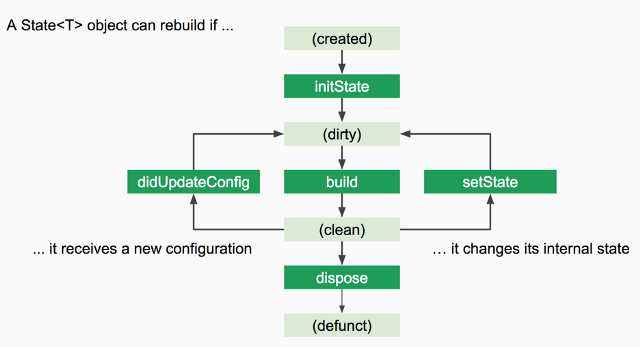 A State<T> object can rebuild if ...
(created)
initState
(dirty)
didUpdateConfig
build
setState
(clean)
... it receives a new configuration
… it changes its internal state
dispose
(defunct)